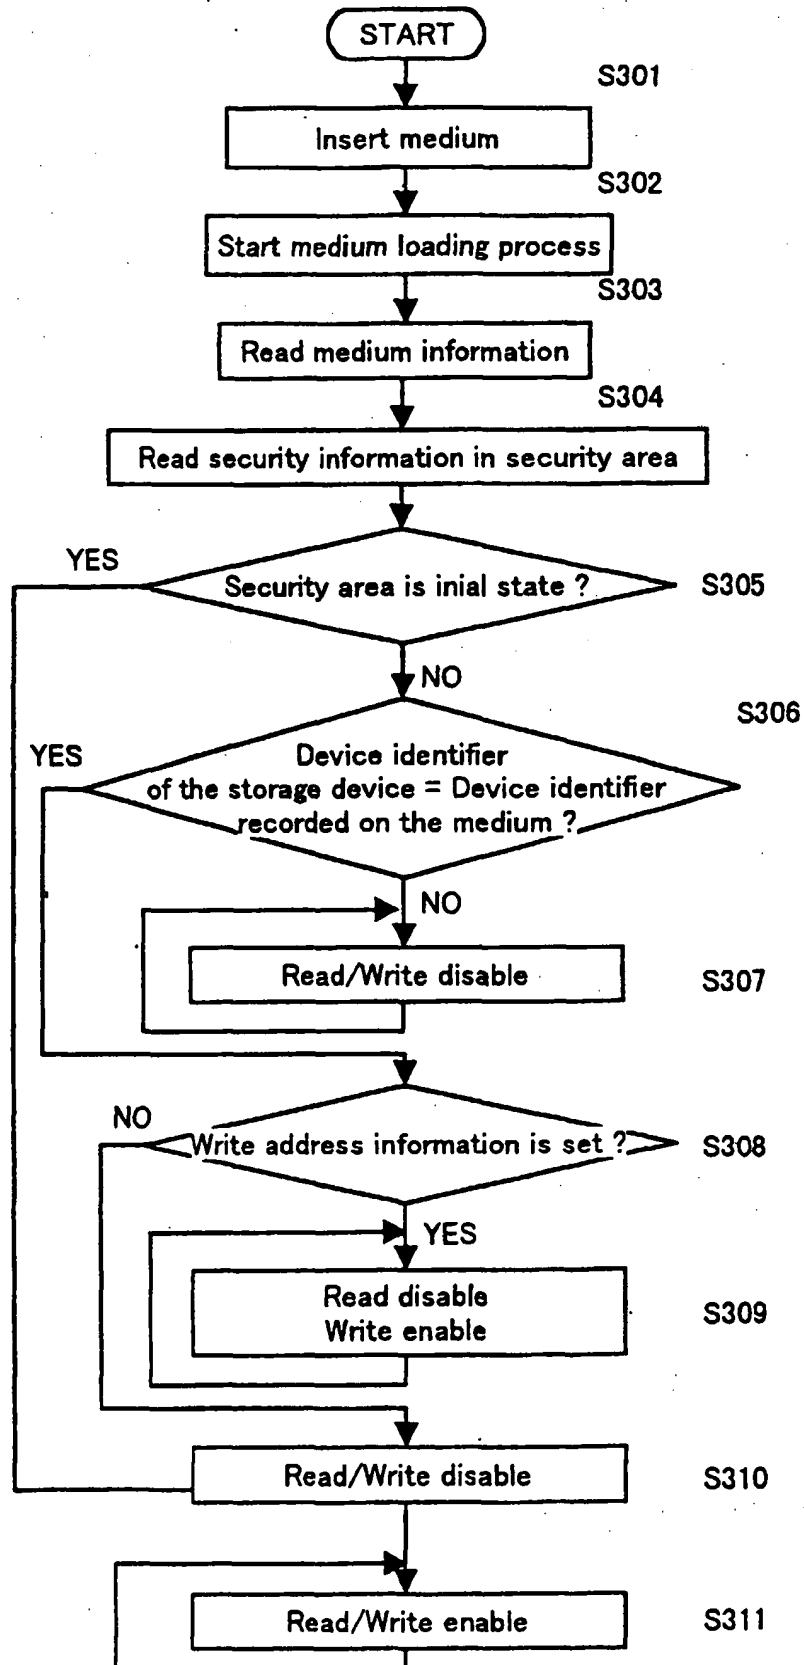 START
S301
Insert medium
S302
Start medium loading process
S303
Read medium information
S304
Read security information in security area
YES
Security area is inial state ?
S305
NO
S306
YES
Device identifier
of the storage device = Device identifier
recorded on the medium ?
NO
Read/Write disable
S307
NO
Write address information is set ?
S308
YES
Read disable
Write enable
S309
Read/Write disable
S310
Read/Write enable
S311